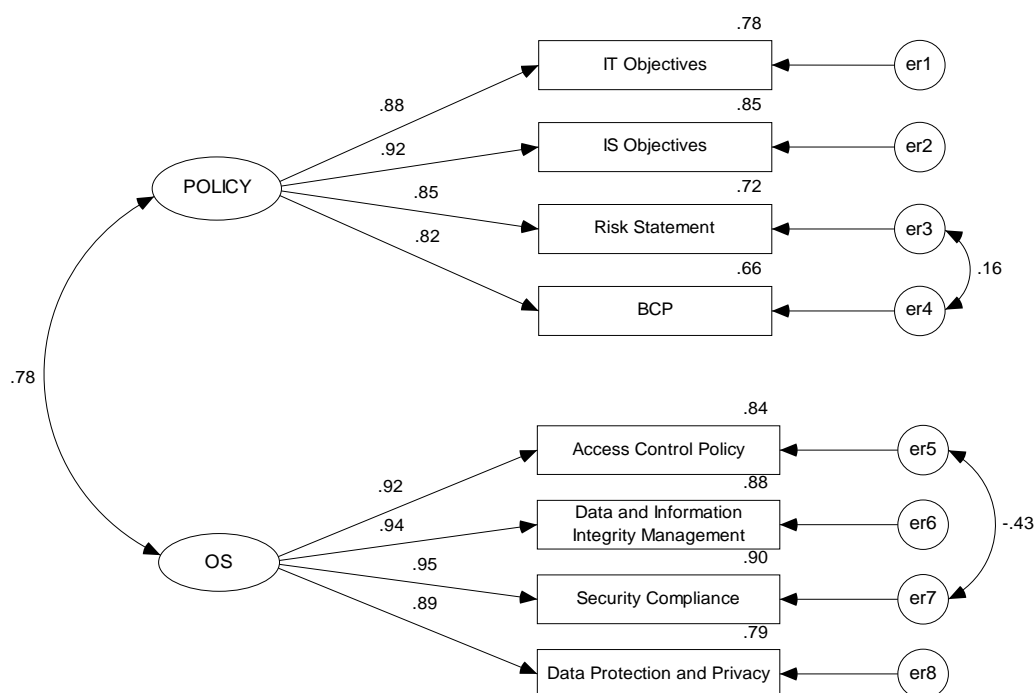 .78
IT Objectives
er1
.88
.85
.92
IS Objectives
er2
POLICY
.72
.85
Risk Statement
er3
.82
.66
.16
BCP
er4
.78
.84
Access Control Policy
er5
.92
.88
.94
Data and Information
Integrity Management
er6
-.43
OS
.95
.90
.89
Security Compliance
er7
.79
Data Protection and Privacy
er8